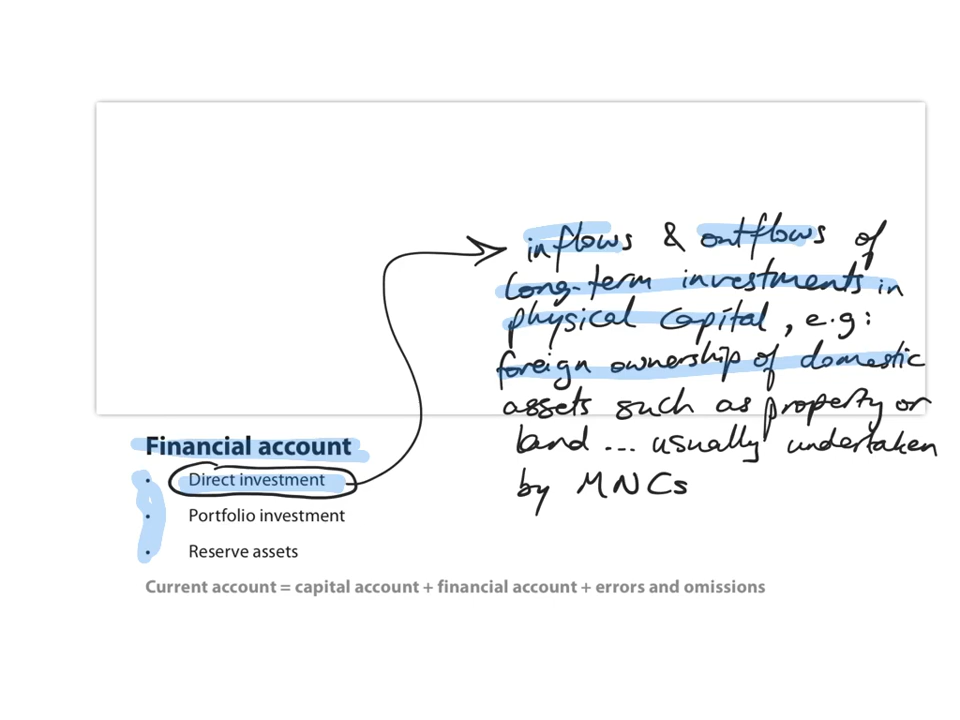 inflows & outflows of
long-term investments in
physical capital, e.g:
foreign ownership of domestic
assets such as property or
land ... usually undertaken
by MNCs
Financial account
• Direct investment
• Portfolio investment
• Reserve assets
Current account = capital account + financial account + errors and omissions